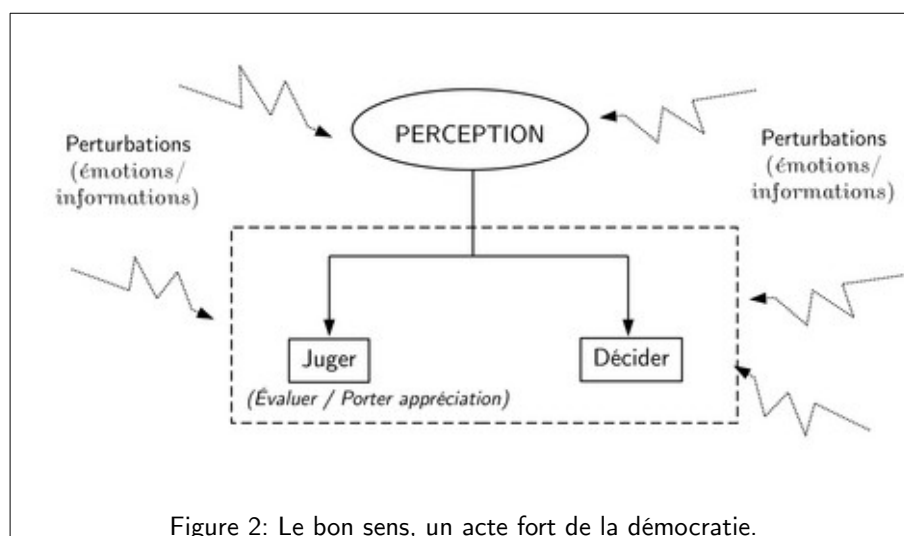 PERCEPTION
Perturbations
(émotions/
informations)
Perturbations
(émotions/
informations)
Juger
Décider
(Évaluer / Porter appréciation)
Figure 2: Le bon sens, un acte fort de la démocratie.